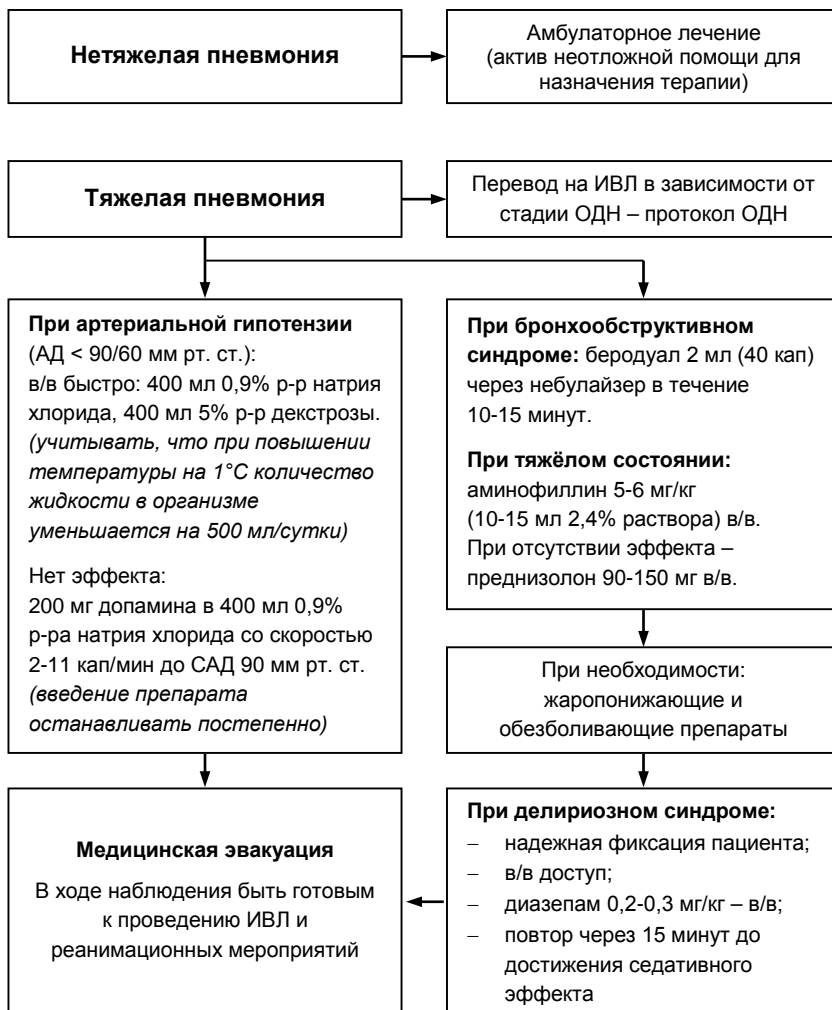 Нетяжелая пневмония
Амбулаторное лечение
(актив неотложной помощи для
назначения терапии)
Тяжелая пневмония
Перевод на ИВЛ в зависимости от
стадии ОДН – протокол ОДН
При артериальной гипотензии
(АД < 90/60 мм рт. ст.):
в/в быстро: 400 мл 0,9% р-р натрия
хлорида, 400 мл 5% р-р декстрозы.
(учитывать, что при повышении
температуры на 1°С количество
жидкости в организме
уменьшается на 500 мл/сутки)
Нет эффекта:
200 мг допамина в 400 мл 0,9%
р-ра натрия хлорида со скоростью
2-11 кап/мин до САД 90 мм рт. ст.
(введение препарата
останавливать постепенно)
При бронхообструктивном
синдроме: беродуал 2 мл (40 кап)
через небулайзер в течение
10-15 минут.
При тяжёлом состоянии:
аминофиллин 5-6 мг/кг
(10-15 мл 2,4% раствора) в/в.
При отсутствии эффекта –
преднизолон 90-150 мг в/в.
При необходимости:
жаропонижающие и
обезболивающие препараты
Медицинская эвакуация
В ходе наблюдения быть готовым
к проведению ИВЛ и
реанимационных мероприятий
При делириозном синдроме:
– надежная фиксация пациента;
– в/в доступ;
– диазепам 0,2-0,3 мг/кг – в/в;
– повтор через 15 минут до
достижения седативного
эффекта